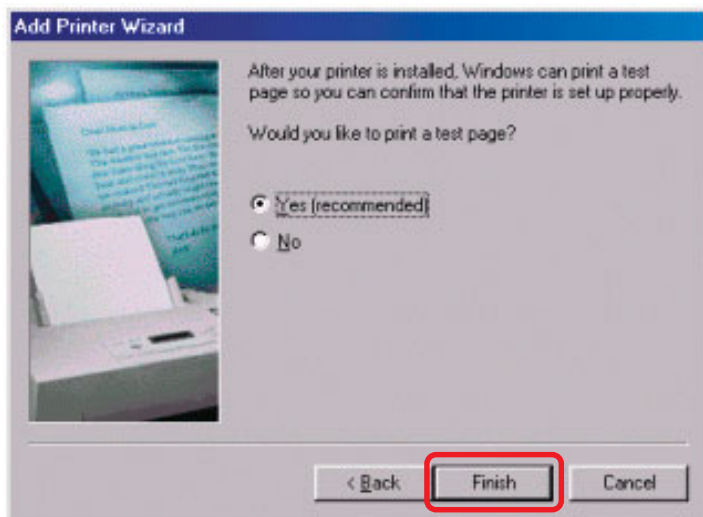 Add Printer Wizard
After your printer is installed, Windows can print a test
page so you can confirm that the printer is set up properly.
Would you like to print a test page?
Yes (recommended)
No
< Back
Finish
Cancel